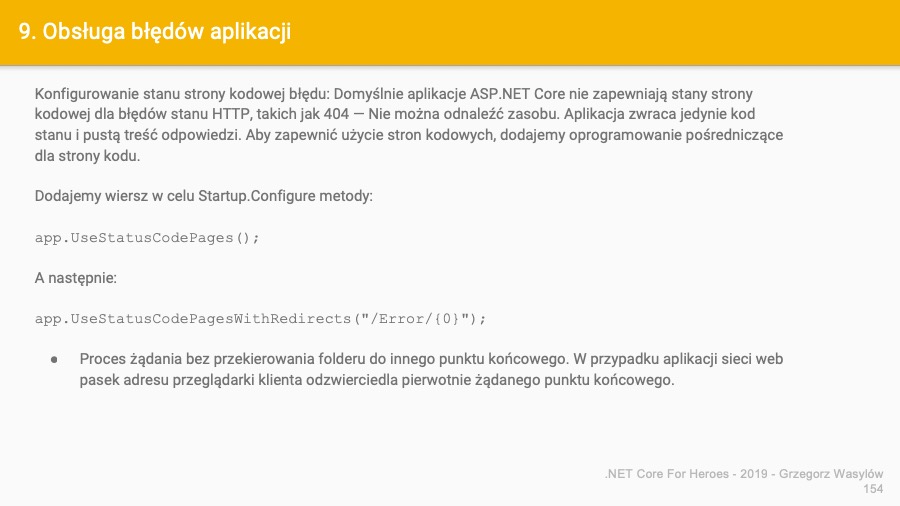 9. Obsługa błędów aplikacji
Konfigurowanie stanu strony kodowej błędu: Domyślnie aplikacje ASP.NET Core nie zapewniają stany strony
kodowej dla błędów stanu HTTP, takich jak 404 — Nie można odnaleźć zasobu. Aplikacja zwraca jedynie kod
stanu i pustą treść odpowiedzi. Aby zapewnić użycie stron kodowych, dodajemy oprogramowanie pośredniczące
dla strony kodu.
Dodajemy wiersz w celu Startup.Configure metody:
app.UseStatusCodePages();
A następnie:
app.UseStatusCodePagesWithRedirects("/Error/{0}");
● Proces żądania bez przekierowania folderu do innego punktu końcowego. W przypadku aplikacji sieci web
pasek adresu przeglądarki klienta odzwierciedla pierwotnie żądanego punktu końcowego.
.NET Core For Heroes - 2019 - Grzegorz Wasylów
154